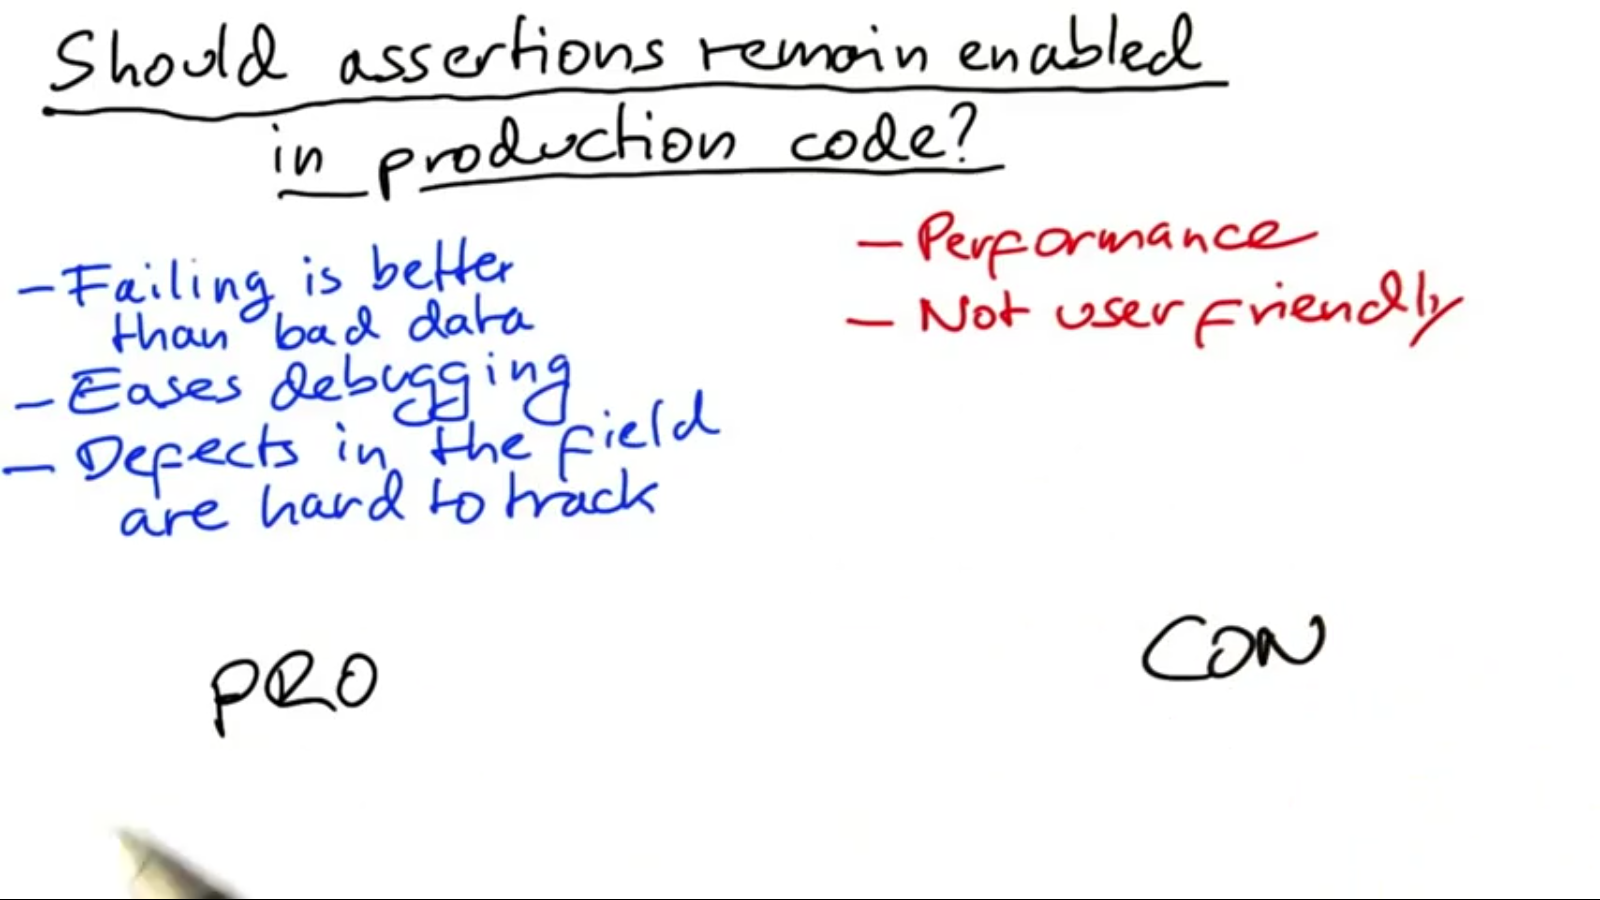 Should assertions remain enabled
in production code?
- Failing is better
than bad data
- Eases debugging
- Defects in the field
are hard to track
- Performance
- Not user friendly
PRO
CON